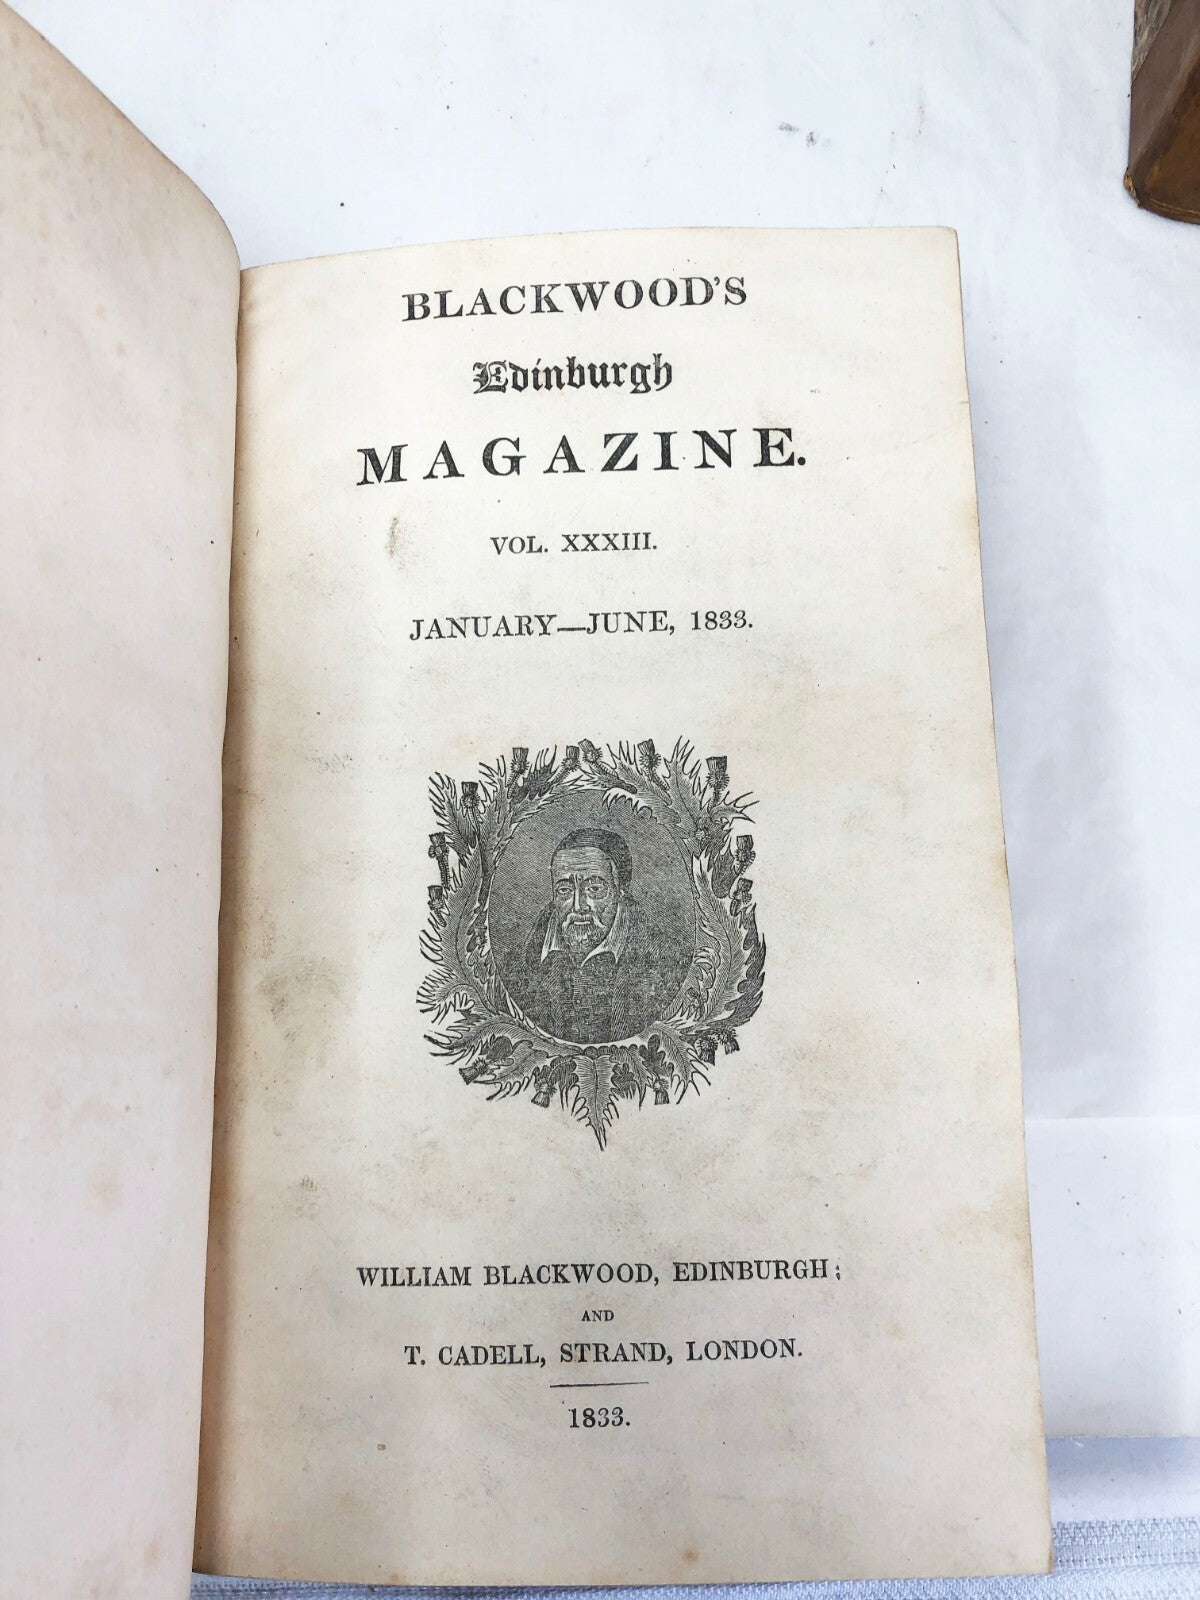 BLACKWOOD'S
Edinburgh
MAGAZINE.
VOL. XXXIII.
JANUARY—JUNE, 1833.
WILLIAM BLACKWOOD, EDINBURGH;
AND
T. CADELL, STRAND, LONDON.
1833.